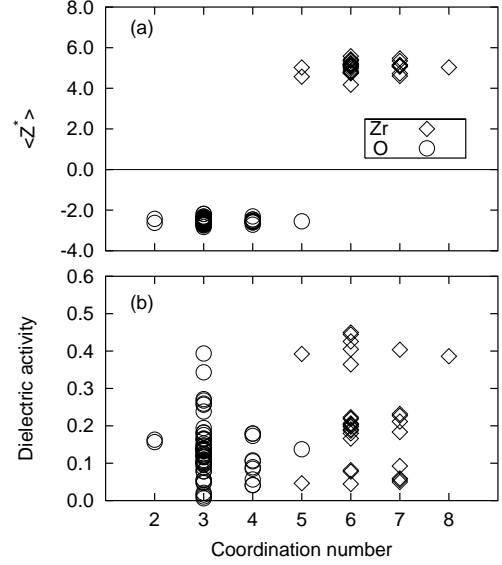 8.0
(a)
6.0
4.0
<Z*>
Zr
2.0
O
0.0
-2.0
-4.0
0.6
(b)
0.5
0.4
Dielectric activity
0.3
0.2
0.1
0.0
2 3 4 5 6 7 8
Coordination number